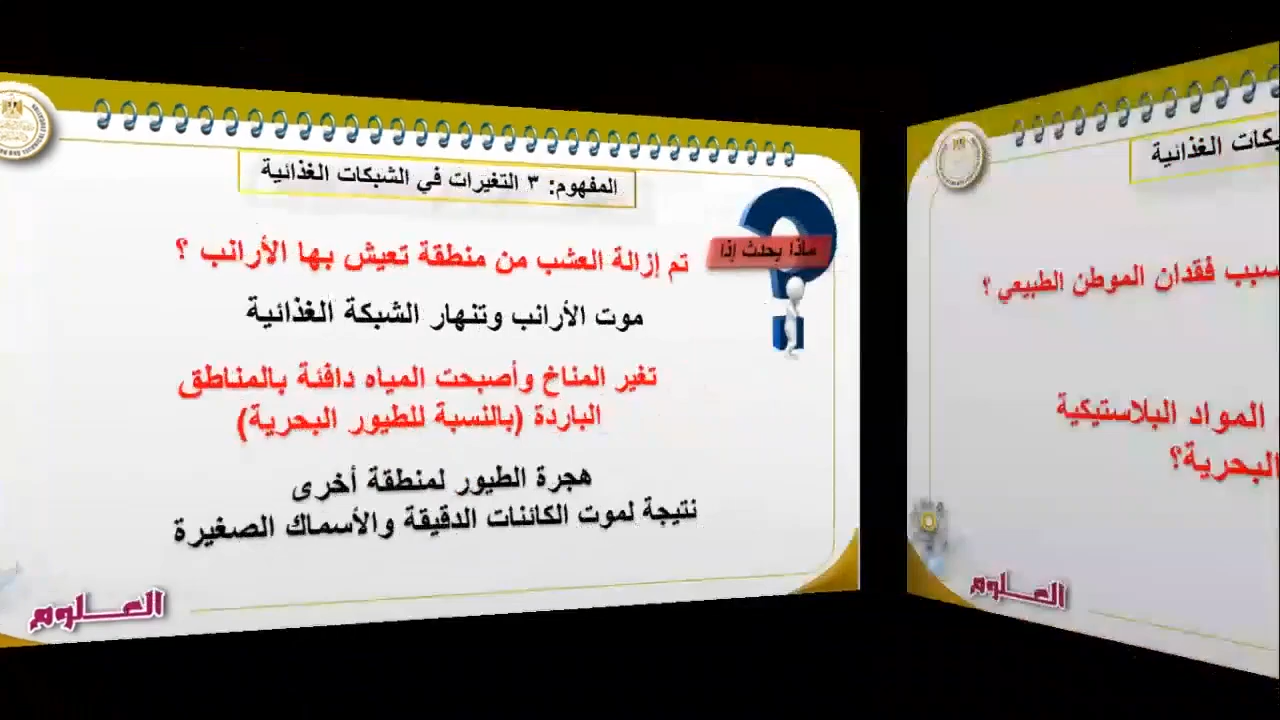 المفهوم: ٣ التغيرات في الشبكات الغذائية
ماذا يحدث إذا
تم إزالة العشب من منطقة تعيش بها الأرانب ؟
موت الأرانب وتنهار الشبكة الغذائية
تغير المناخ وأصبحت المياه دافئة بالمناطق
الباردة (بالنسبة للطيور البحرية)
هجرة الطيور لمنطقة أخرى
نتيجة لموت الكائنات الدقيقة والأسماك الصغيرة
العلوم
الغذائية
فقدان الموطن الطبيعي ؟
المواد البلاستيكية
البحرية؟
العلوم